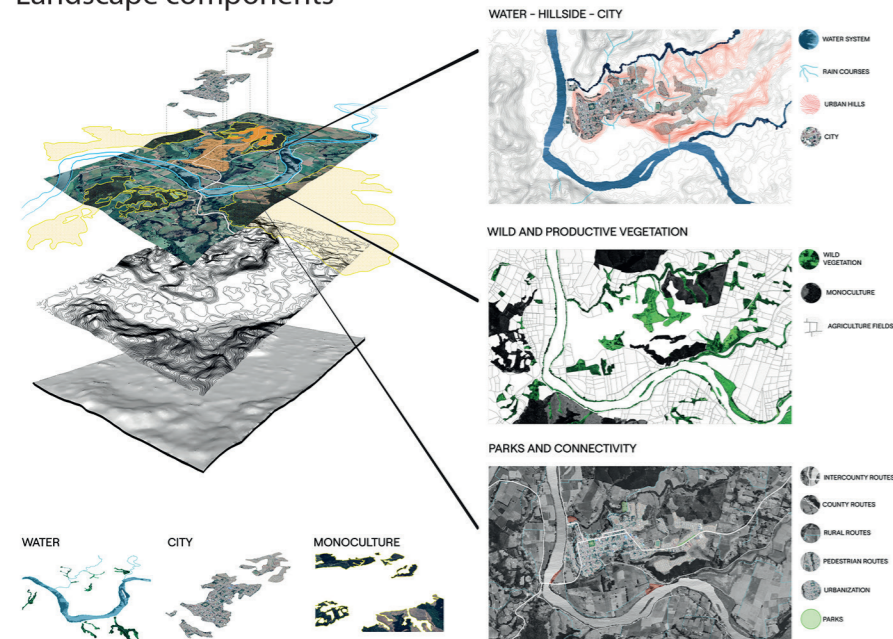 Landscape components
WATER - HILLSIDE - CITY
WATER SYSTEM
RAIN COURSES
URBAN HILLS
CITY
WILD AND PRODUCTIVE VEGETATION
WILD
VEGETATION
MONOCULTURE
AGRICULTURE FIELDS
PARKS AND CONNECTIVITY
INTERCOUNTY ROUTES
COUNTY ROUTES
RURAL ROUTES
PEDESTRIAN ROUTES
URBANIZATION
PARKS
WATER
CITY
MONOCULTURE